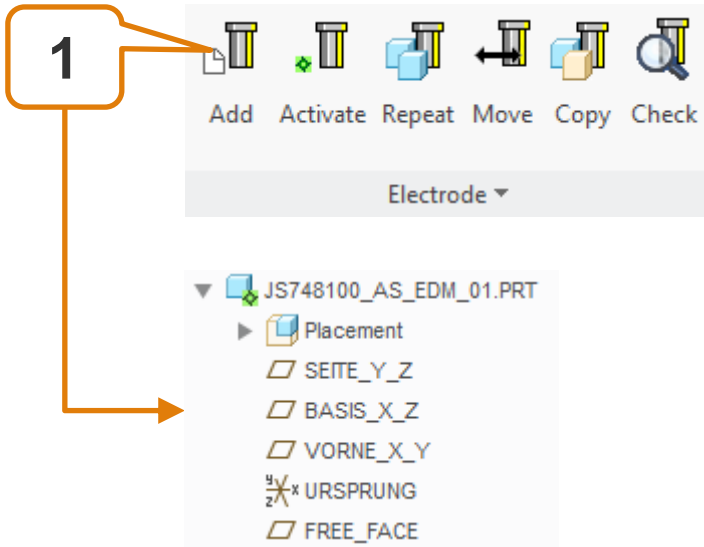 1
Add Activate Repeat Move Copy Check
Electrode
JS748100_AS_EDM_01.PRT
Placement
SEITE_Y_Z
BASIS_X_Z
VORNE_X_Y
y z x URSPRUNG
FREE_FACE